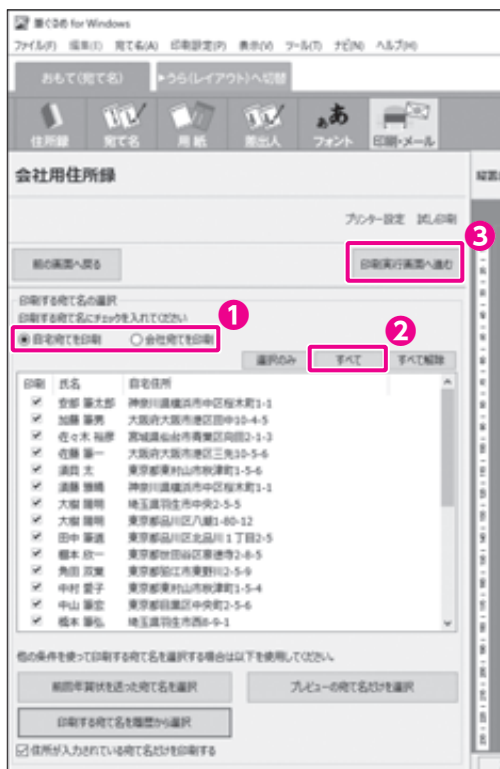 筆ぐるめ for Windows
ファイル(F) 編集(E) 宛て名(A) 印刷設定(P) 表示(V) ツール(T) ナビ(N) ヘルプ(H)
おもて(宛て名) ▶うら(レイアウト)へ切替
住所録 宛て名 用紙 差出人 フォント 印刷・メール
会社用住所録
プリンター設定 試し印刷
3
前の画面へ戻る 印刷実行画面へ進む
印刷する宛て名の選択
印刷する宛て名にチェックを入れてください
1
2
自宅宛てを印刷 会社宛てを印刷
選択のみ すべて すべて解除
印刷 氏名 自宅住所
安部 筆太郎 神奈川県横浜市中区桜木町1-1
加藤 筆男 大阪府大阪市港区田中10-4-5
佐々木 裕彦 宮城県仙台市青葉区向田2-1-3
佐藤 筆一 大阪府大阪市港区三先10-5-6
須貝 太 東京都東村山市秋津町1-5-6
須藤 雅晴 神奈川県横浜市中区桜木町1-1
大樹 陽明 埼玉県羽生市中央2-5-5
大樹 陽明 東京都品川区八潮1-80-12
田中 筆道 東京都品川区北品川１丁目2-5
棚本 欣一 東京都世田谷区豪徳寺2-8-5
角田 双葉 東京都狛江市東野川2-5-9
中村 愛子 東京都東村山市秋津町1-5-4
中山 筆宏 東京都目黒区中央町2-5-6
橋本 筆弘 埼玉県羽生市西8-9-1
他の条件を使って印刷する宛て名を選択する場合は以下を使用してください。
前回年賀状を送った宛て名を選択 プレビューの宛て名だけを選択
印刷する宛て名を履歴から選択
住所が入力されている宛て名だけを印刷する